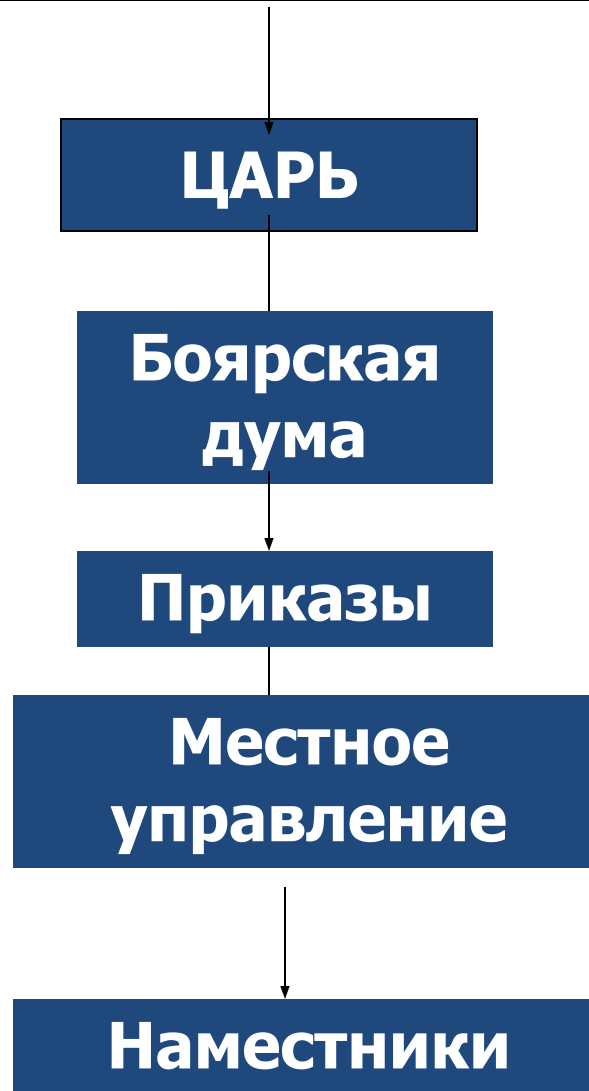 ЦАРЬ
Боярская
дума
Приказы
Местное
управление
Наместники